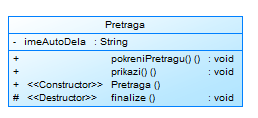 Pretraga
- imeAutoDela : String
+ pokreniPretragu() () : void
+ prikazi() () : void
+ <<Constructor>> Pretraga ()
# <<Destructor>> finalize () : void